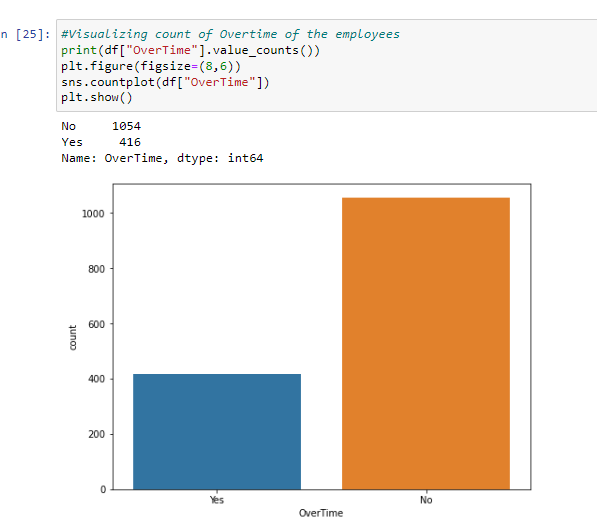 n [25]: #Visualizing count of Overtime of the employees
print(df["OverTime"].value_counts())
plt.figure(figsize=(8,6))
sns.countplot(df["OverTime"])
plt.show()
No 1054
Yes 416
Name: OverTime, dtype: int64
1000
800
600
400
200
0
count
Yes No
OverTime